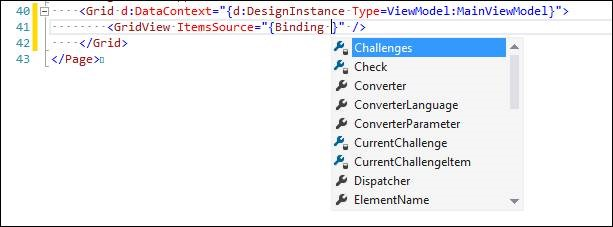 40 <Grid d:DataContext="{d:DesignInstance Type=ViewModel:MainViewModel}">
41 <GridView ItemsSource="{Binding }" />
42 </Grid>
43 </Page>
Challenges
Check
Converter
ConverterLanguage
ConverterParameter
CurrentChallenge
CurrentChallengeItem
Dispatcher
ElementName